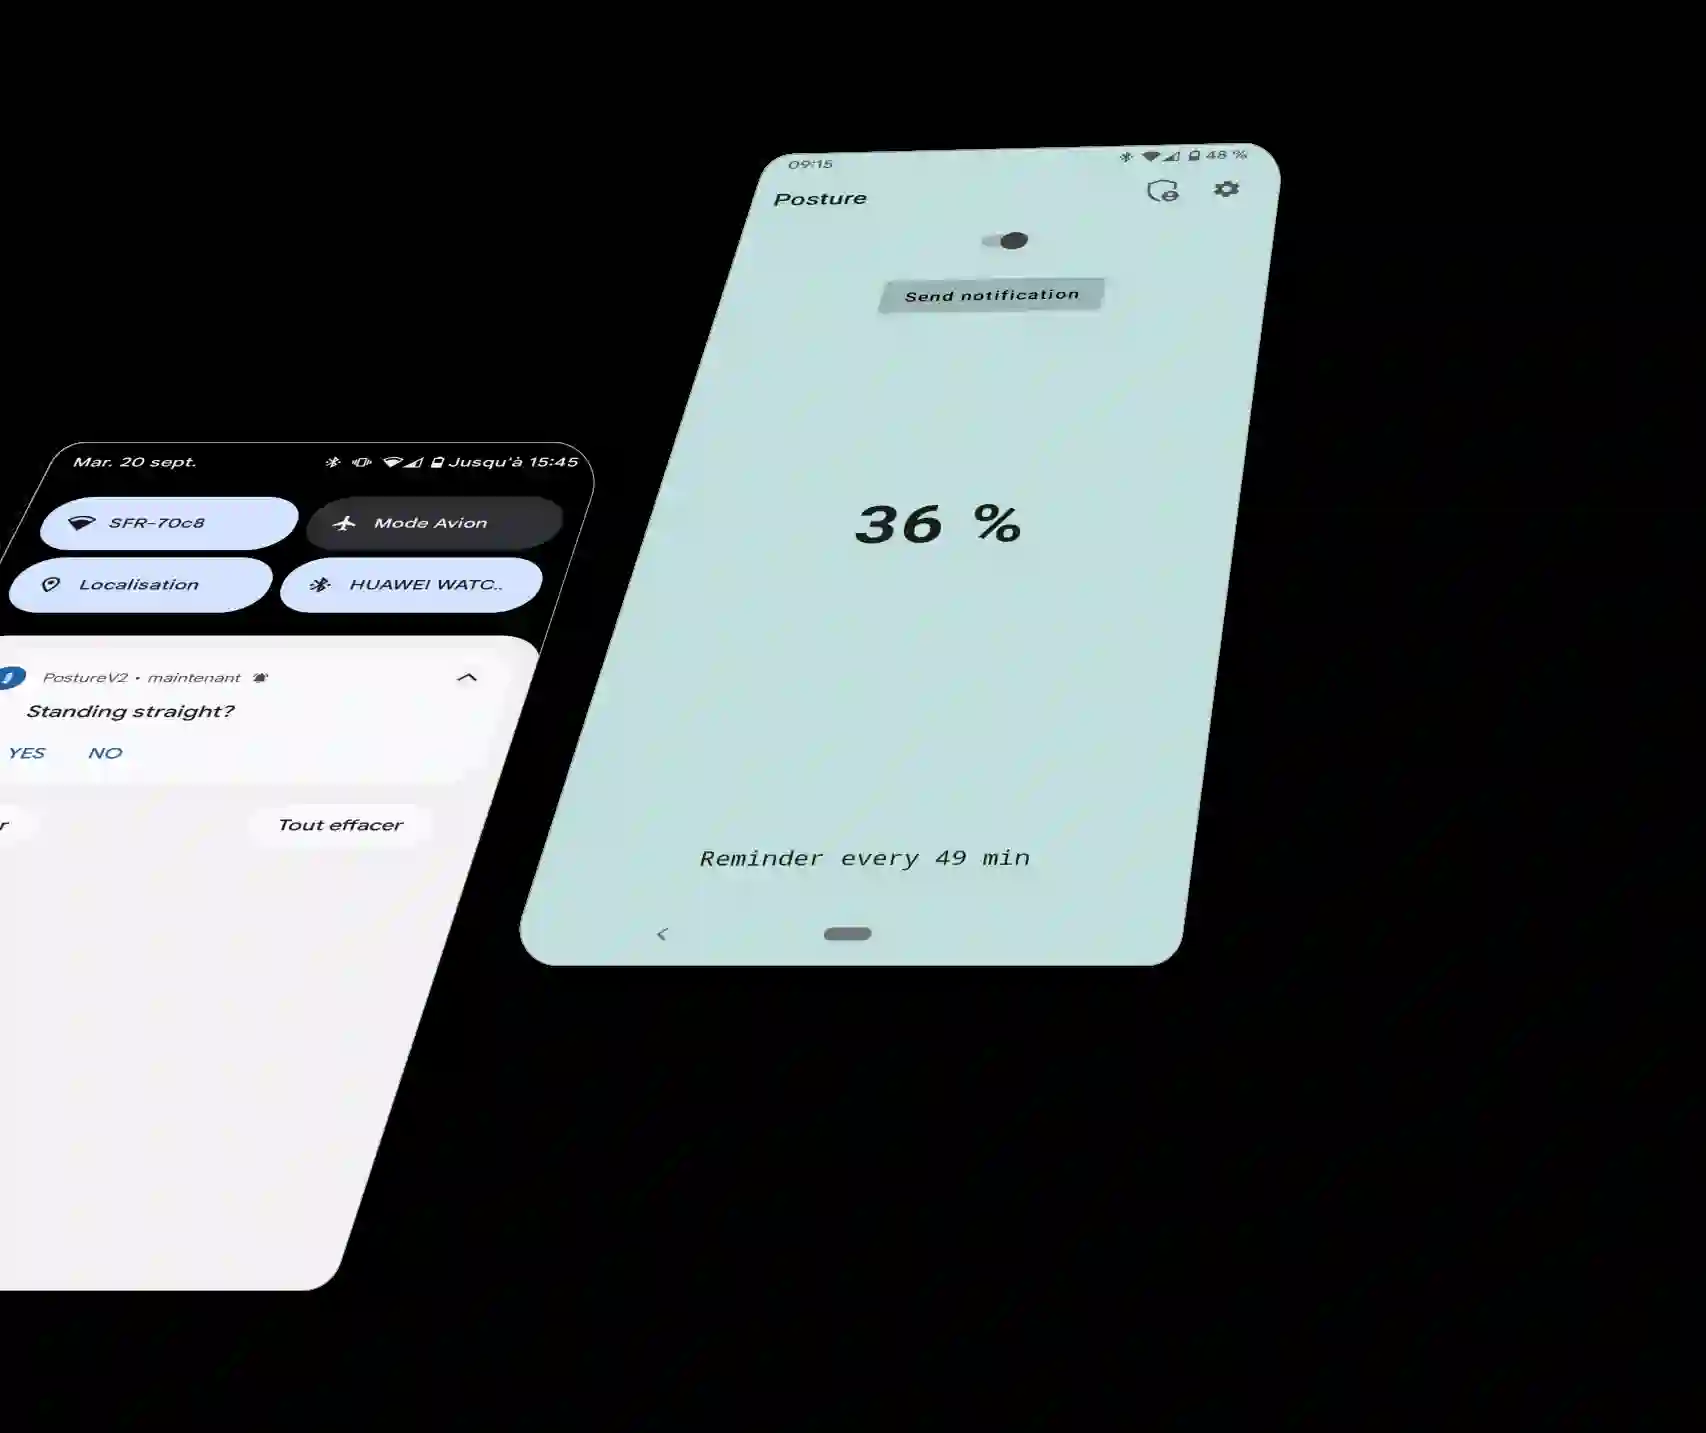 09:15 48 %
Posture
Send notification
36 %
Reminder every 49 min
Mar. 20 sept. Jusqu'à 15:45
SFR-70c8 Mode Avion
Localisation HUAWEI WATC..
PostureV2 • maintenant
Standing straight?
YES NO
Tout effacer